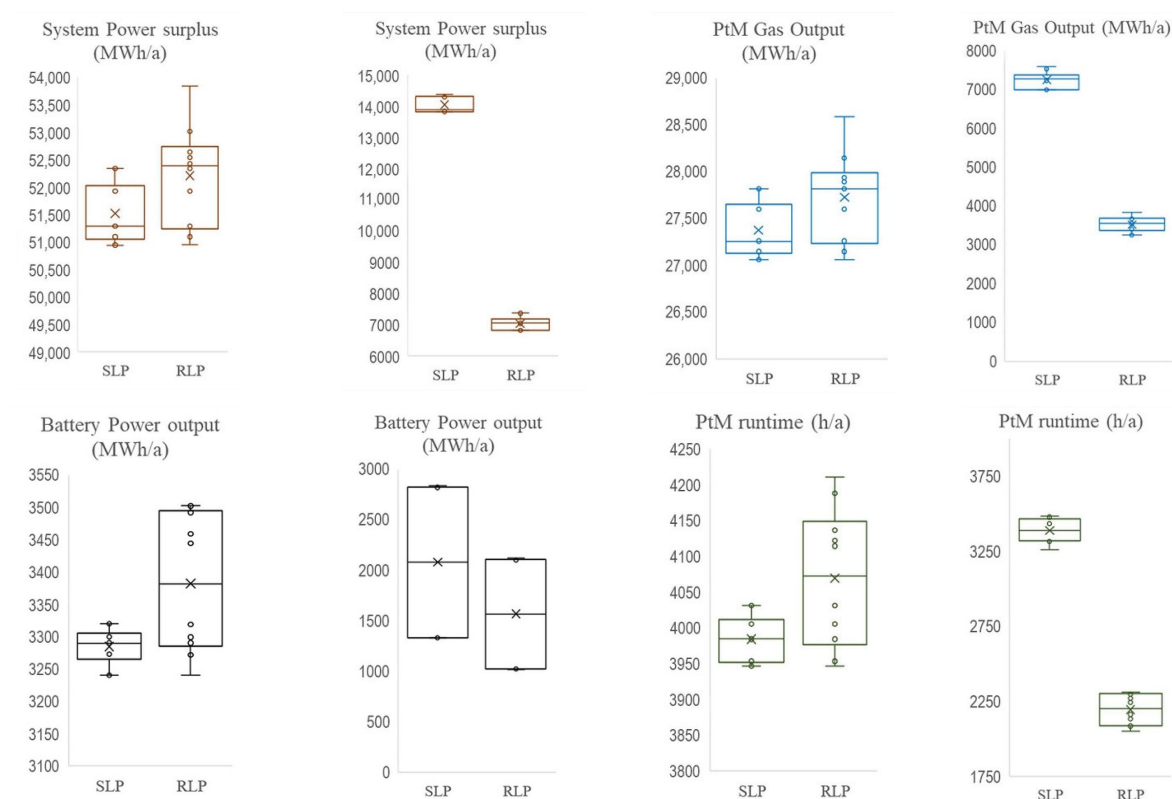 System Power surplus
(MWh/a)
54,000
53,500
53,000
52,500
52,000
51,500
51,000
50,500
50,000
49,500
49,000
SLP
RLP
System Power surplus
(MWh/a)
15,000
14,000
13,000
12,000
11,000
10,000
9000
8000
7000
6000
SLP
RLP
PtM Gas Output
(MWh/a)
29,000
28,500
28,000
27,500
27,000
26,500
26,000
SLP
RLP
PtM Gas Output (MWh/a)
8000
7000
6000
5000
4000
3000
2000
1000
0
SLP
RLP
Battery Power output
(MWh/a)
3550
3500
3450
3400
3350
3300
3250
3200
3150
3100
SLP
RLP
Battery Power output
(MWh/a)
3000
2500
2000
1500
1000
500
0
SLP
RLP
PtM runtime (h/a)
4250
4200
4150
4100
4050
4000
3950
3900
3850
3800
SLP
RLP
PtM runtime (h/a)
3750
3250
2750
2250
1750
SLP
RLP